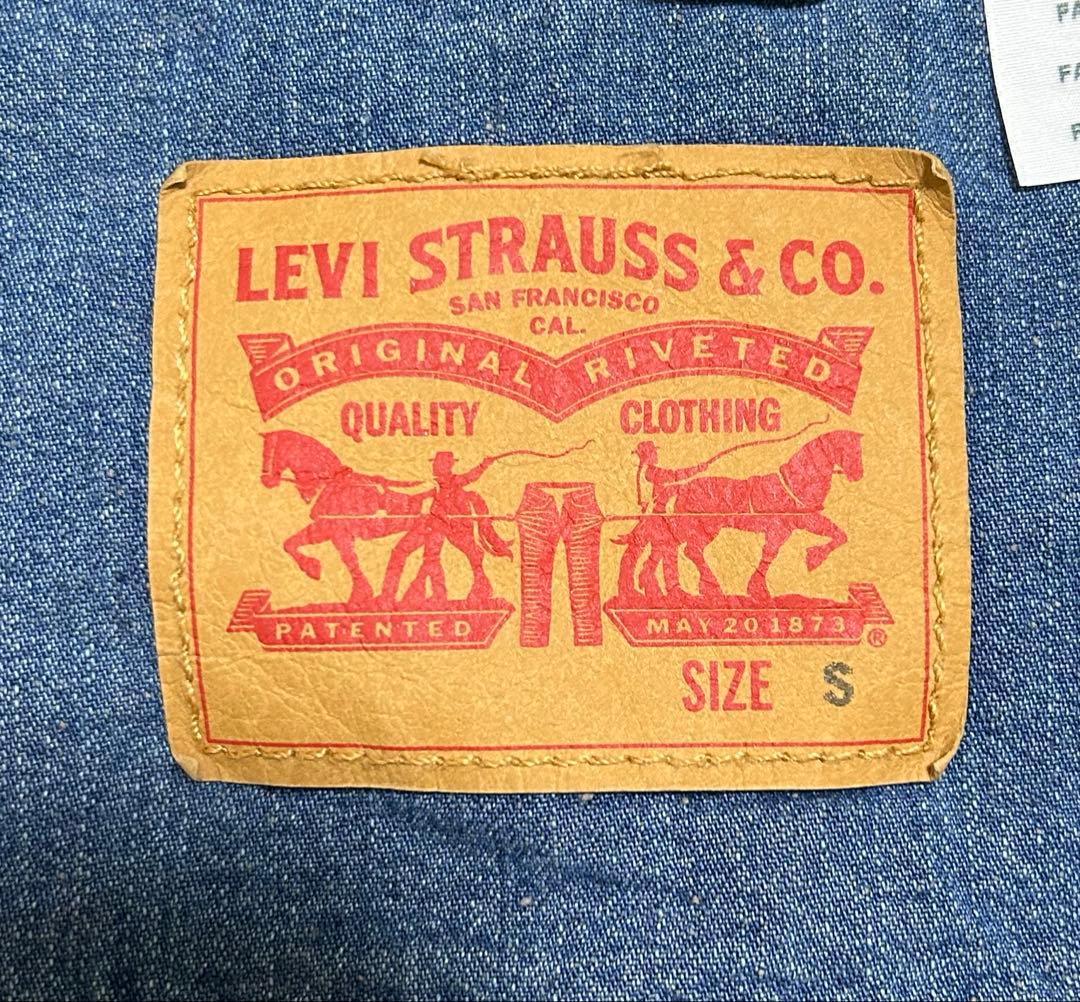 LEVI STRAUSS & CO.
SAN FRANCISCO
CAL.
ORIGINAL RIVETED
QUALITY CLOTHING
PATENTED MAY 20 1873 ®
SIZE S